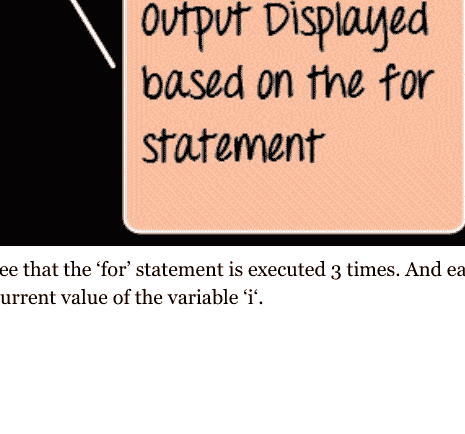 Output Displayed
based on the for
statement
ee that the ‘for’ statement is executed 3 times. And ea
urrent value of the variable ‘i‘.